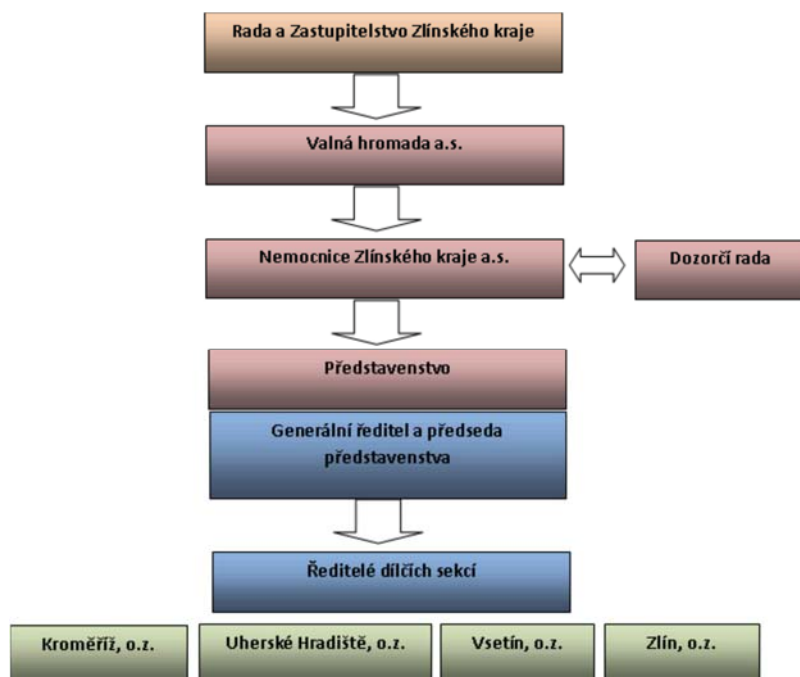 Rada a Zastupitelstvo Zlínského kraje
Valná hromada a.s.
Nemocnice Zlínského kraje a.s.
Dozorčí rada
Představenstvo
Generální ředitel a předseda
představenstva
Ředitelé dílčích sekcí
Kroměříž, o.z.
Uherské Hradiště, o.z.
Vsetín, o.z.
Zlín, o.z.